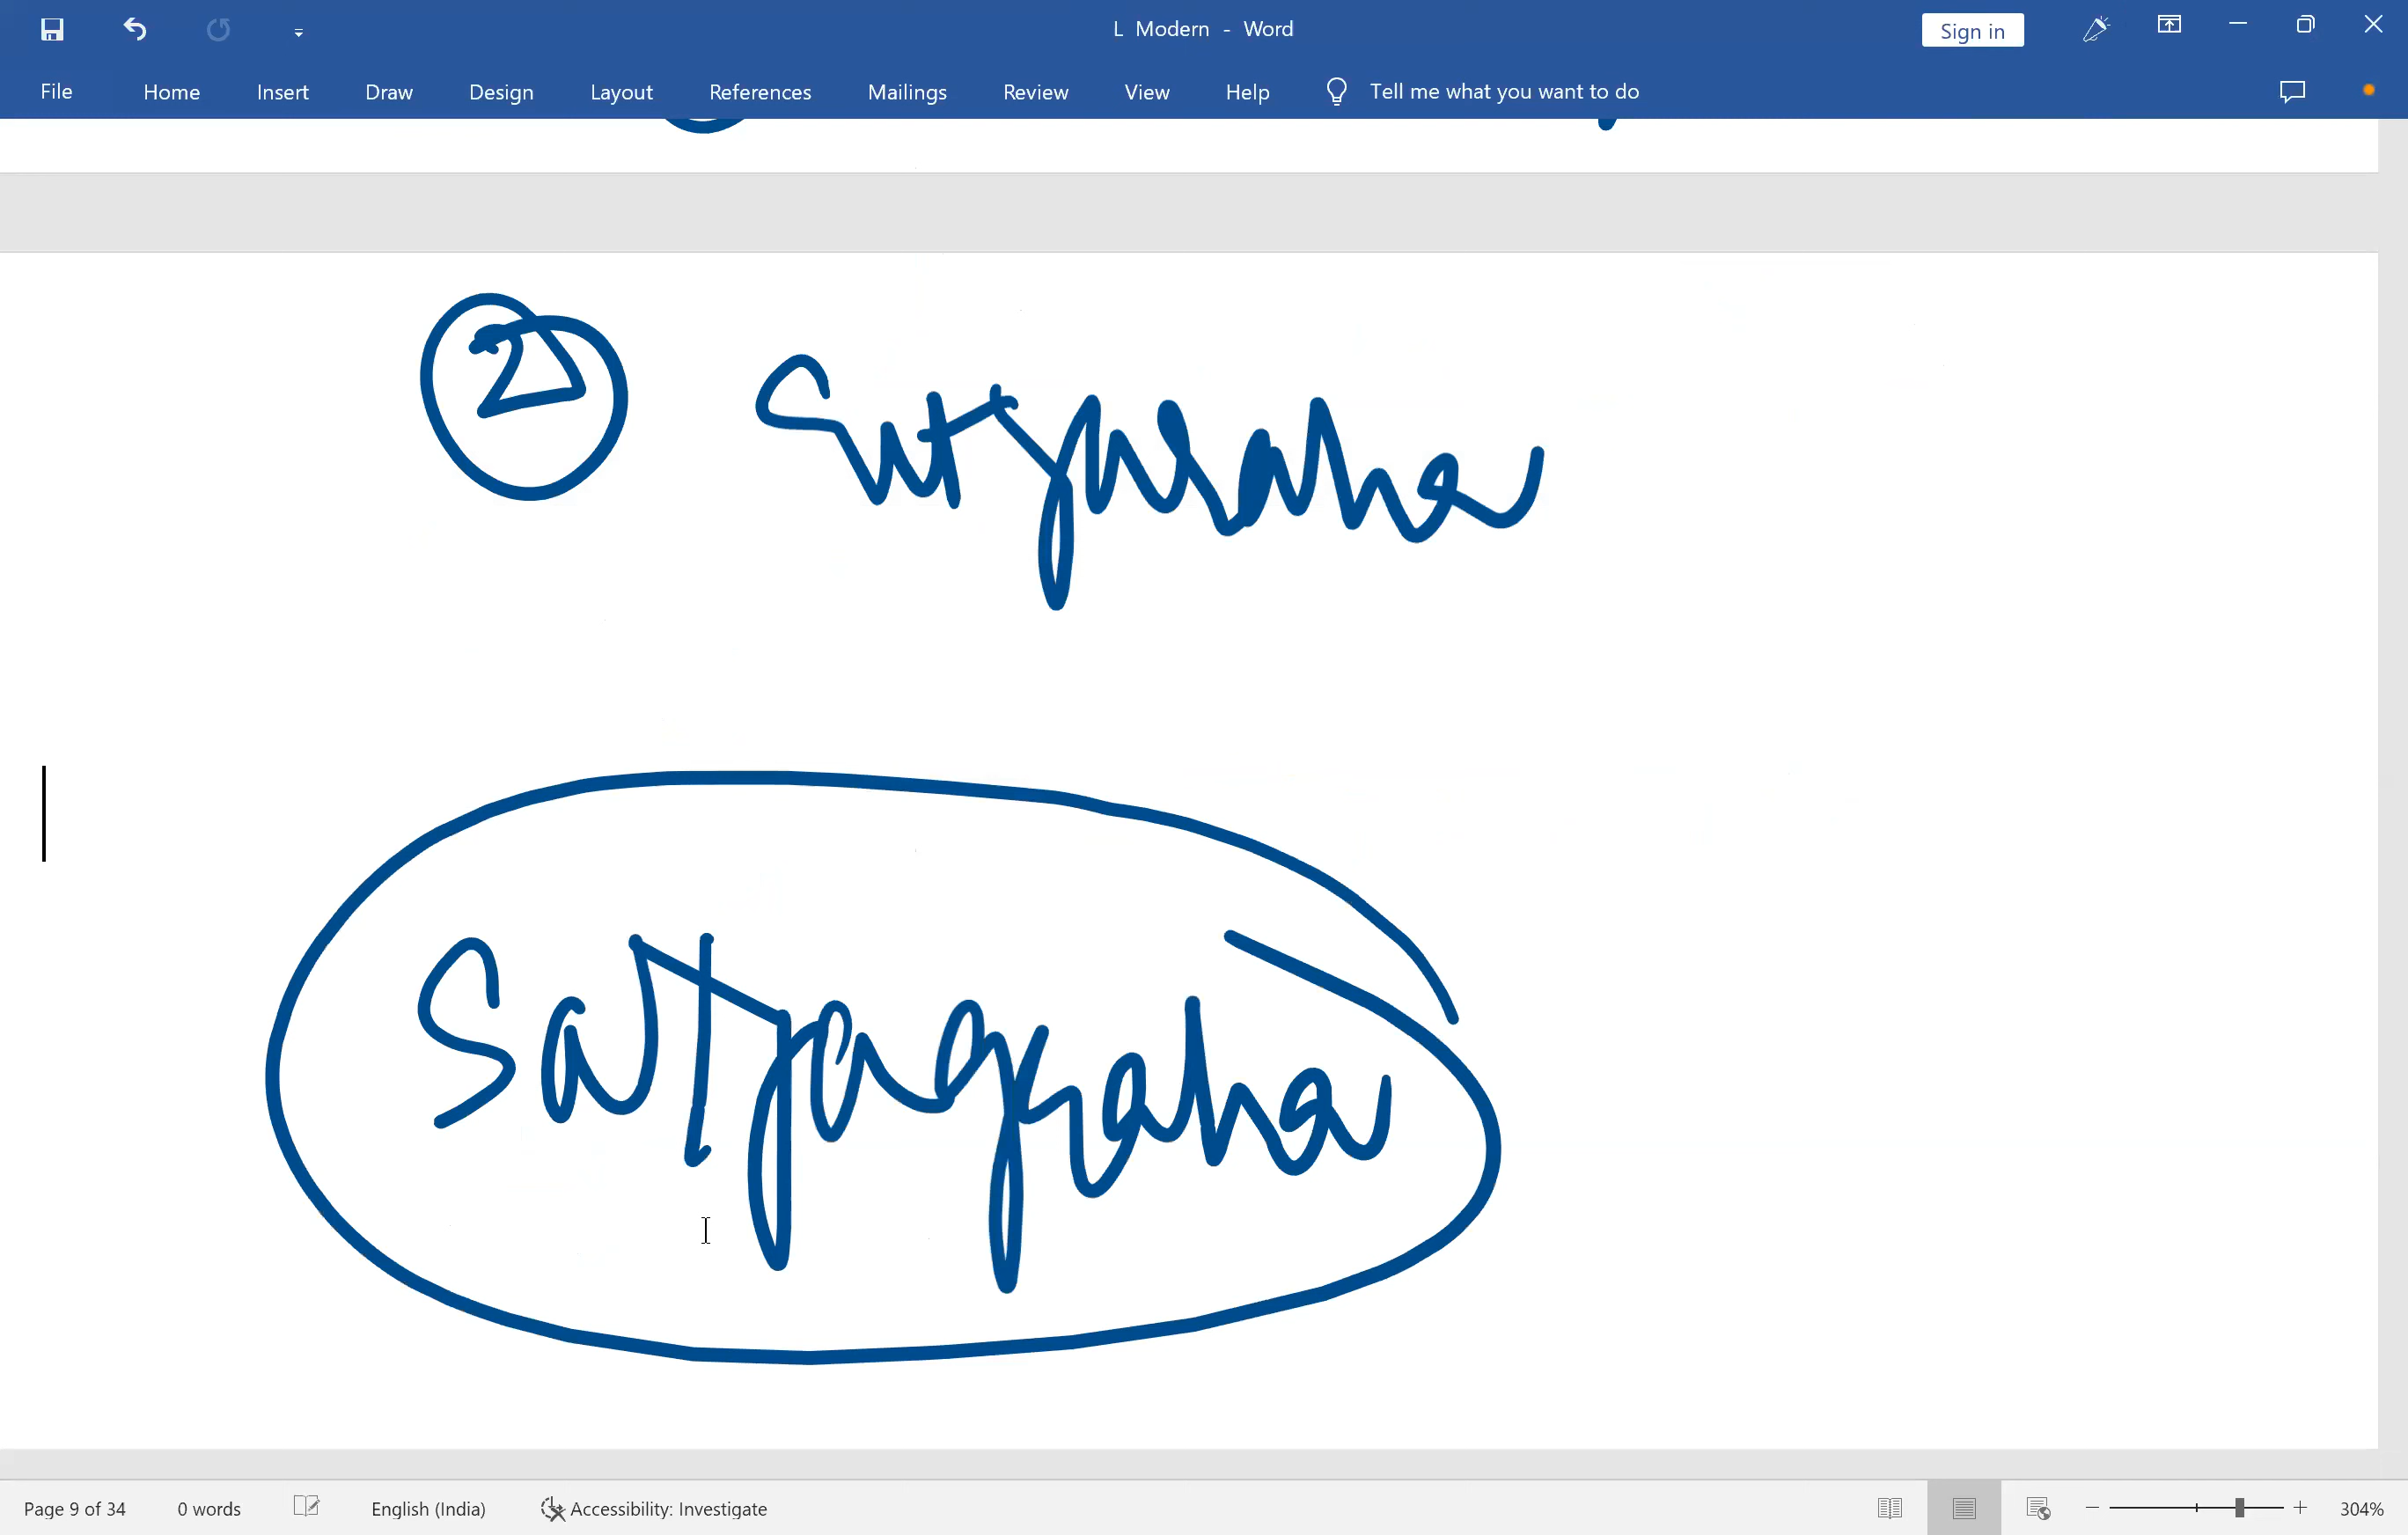 L Modern - Word
Sign in
File Home Insert Draw Design Layout References Mailings Review View Help Tell me what you want to do
2
Satyagraha
Page 9 of 34 0 words English (India) Accessibility: Investigate 304%